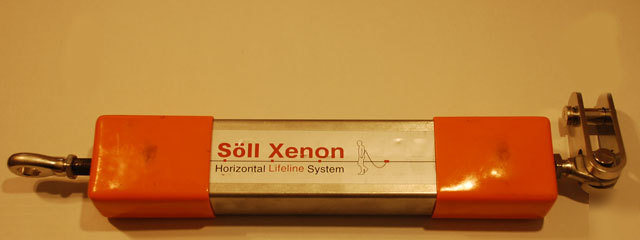 Söll Xenon
Horizontal Lifeline System